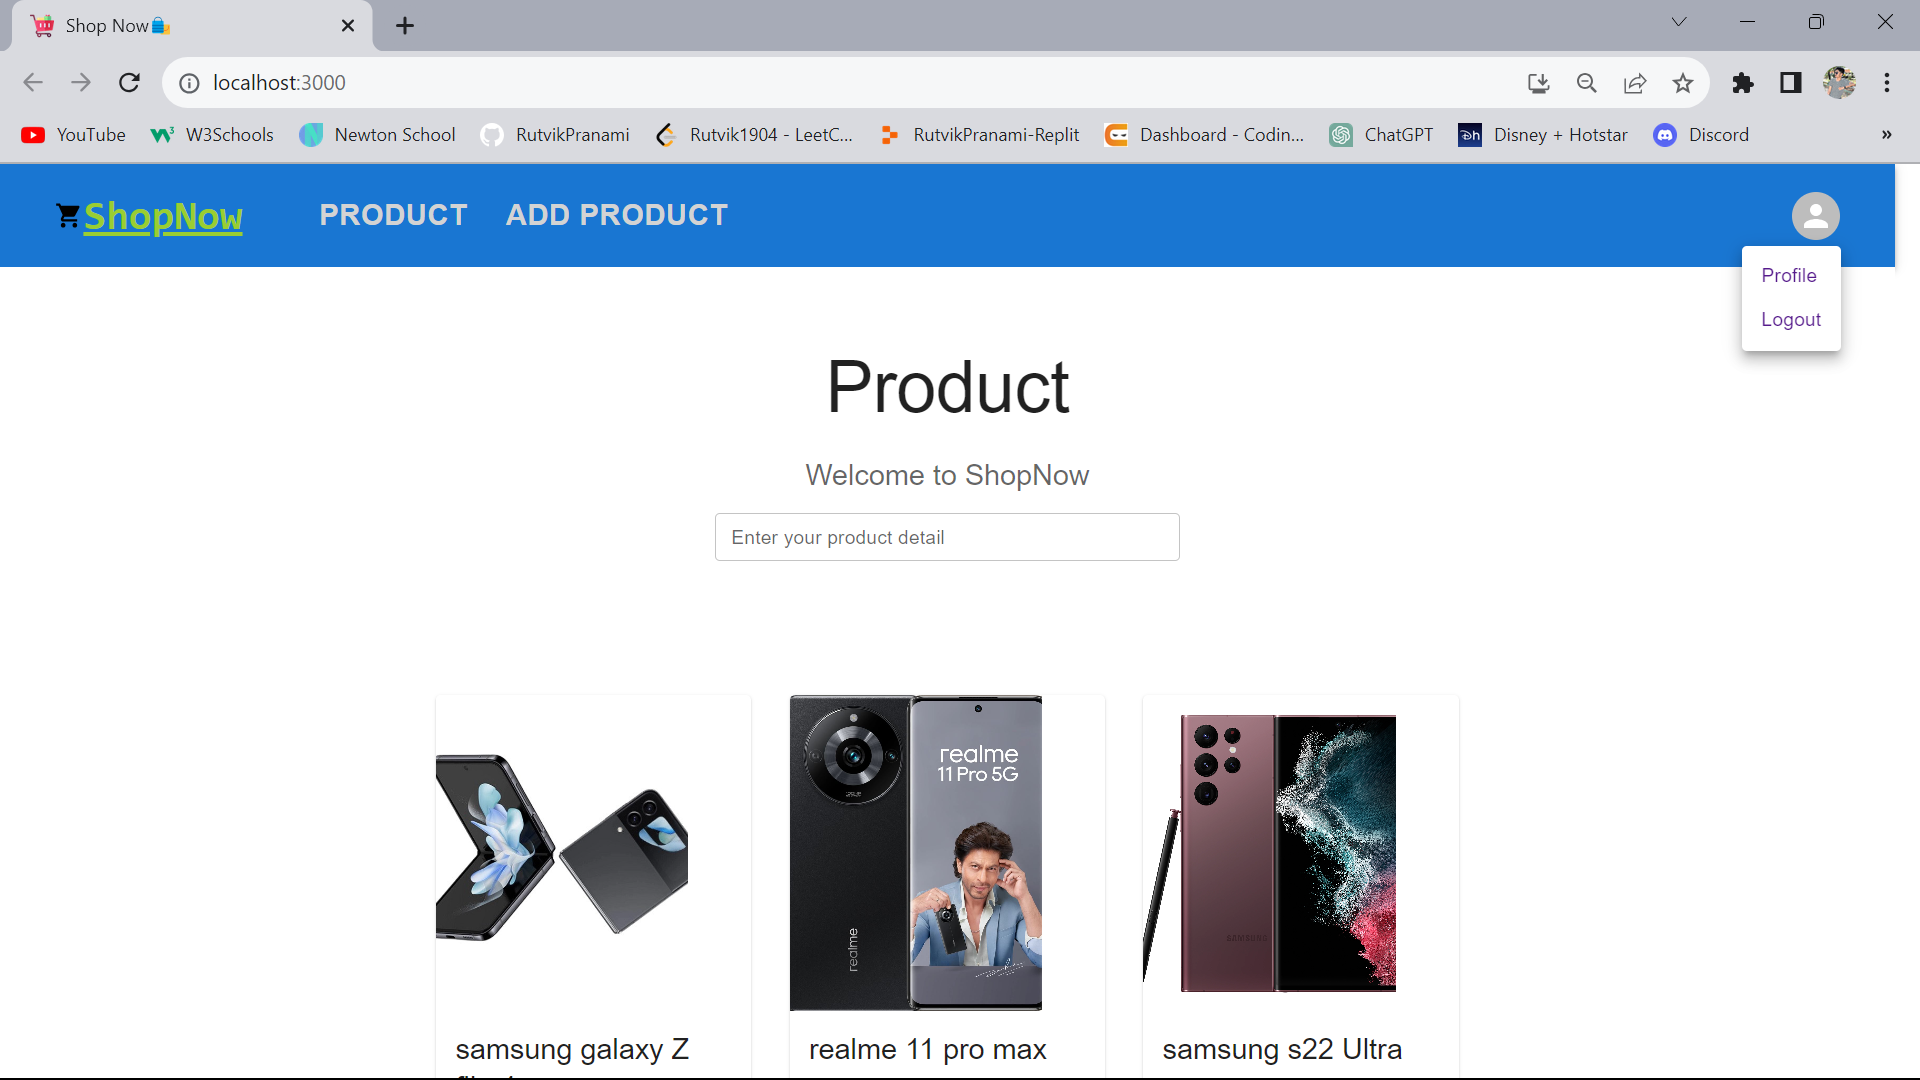 Shop Now🛍️
localhost:3000
YouTube W3Schools Newton School RutvikPranami Rutvik1904 - LeetC... RutvikPranami-Replit Dashboard - Codin... ChatGPT Disney + Hotstar Discord »
ShopNow PRODUCT ADD PRODUCT
Profile
Logout
Product
Welcome to ShopNow
Enter your product detail
realme
11 Pro 5G
realme
SAMSUNG
samsung galaxy Z
realme 11 pro max
samsung s22 Ultra